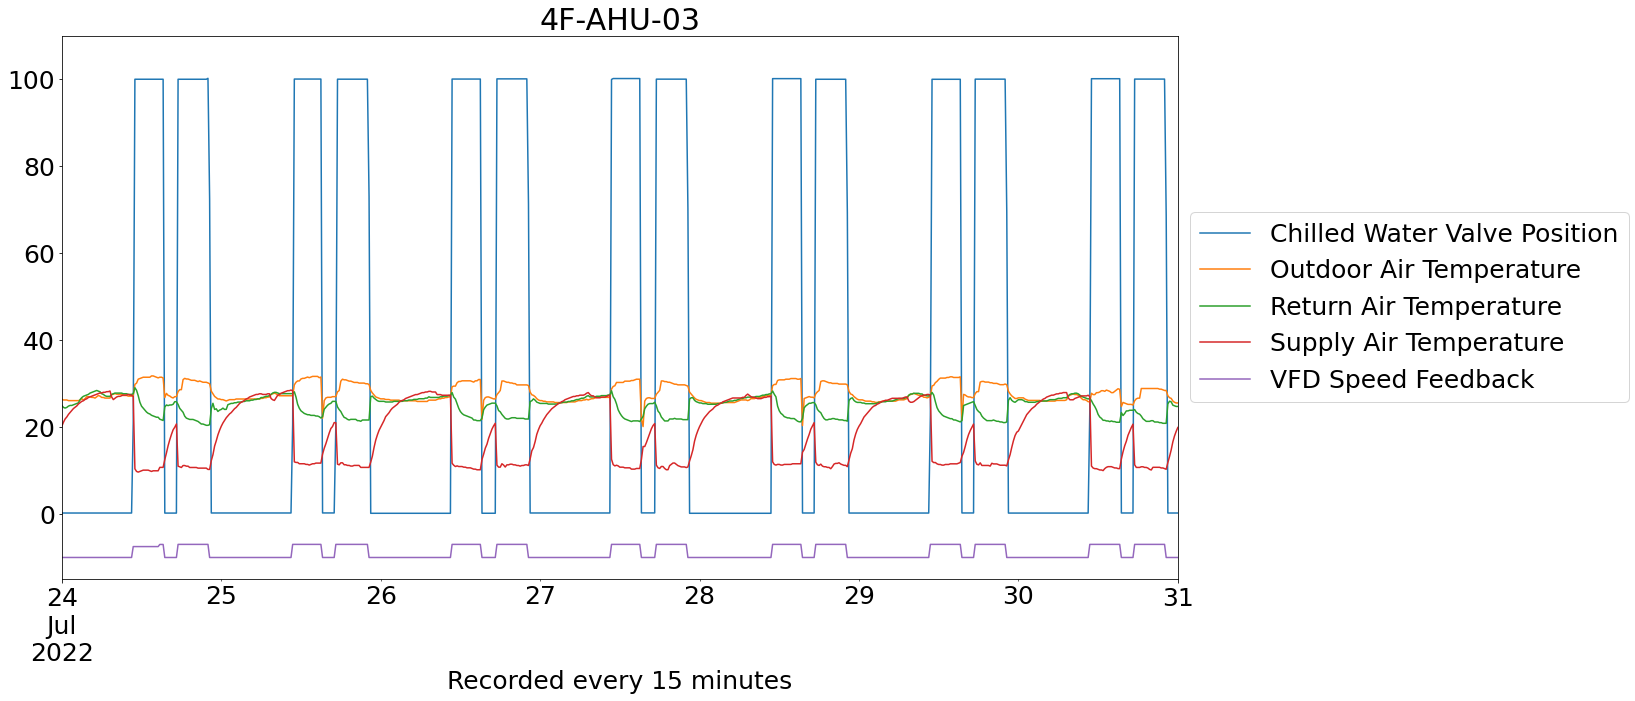 4F-AHU-03
100
80
60
40
20
0
24
25
26
27
28
29
30
31
Jul
2022
Recorded every 15 minutes
Chilled Water Valve Position
Outdoor Air Temperature
Return Air Temperature
Supply Air Temperature
VFD Speed Feedback